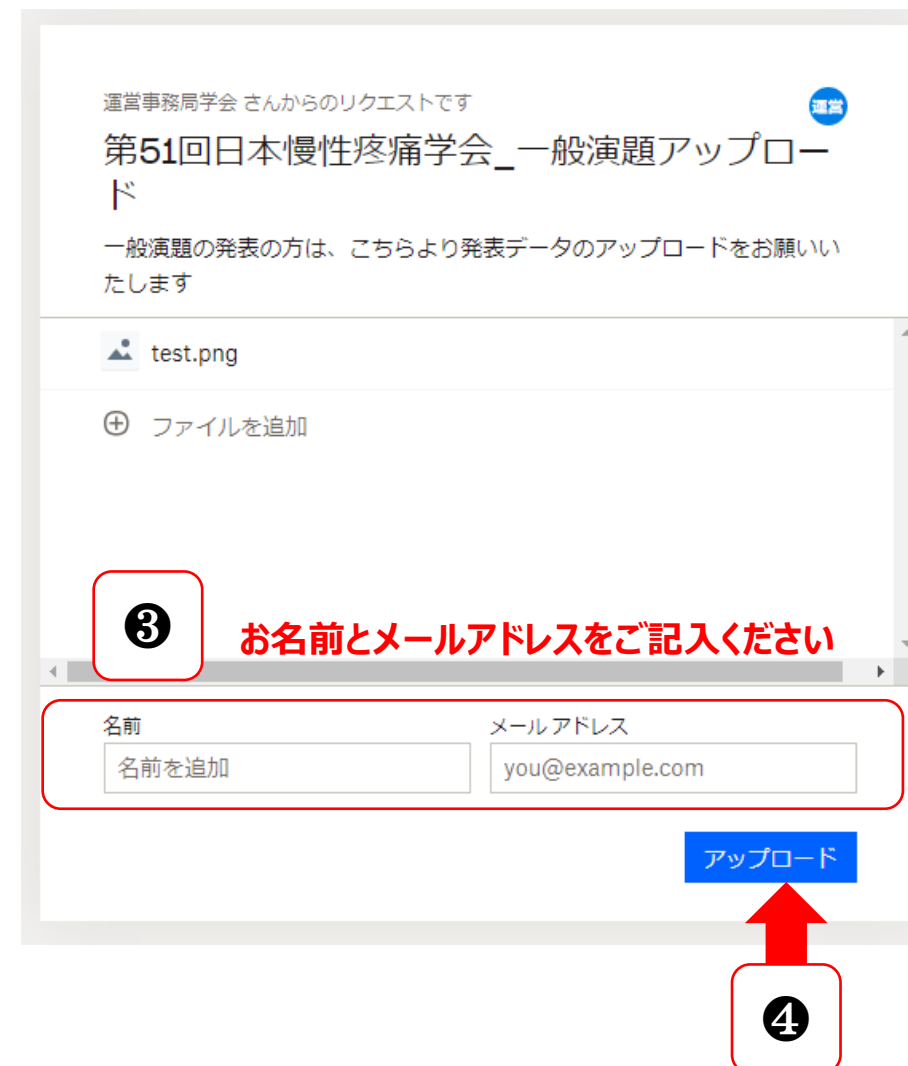 運営事務局学会 さんからのリクエストです
運営
第51回日本慢性疼痛学会_一般演題アップロー
ド
一般演題の発表の方は、こちらより発表データのアップロードをお願いい
たします
test.png
ファイルを追加
❸
お名前とメールアドレスをご記入ください
名前
メール アドレス
名前を追加
you@example.com
アップロード
❹